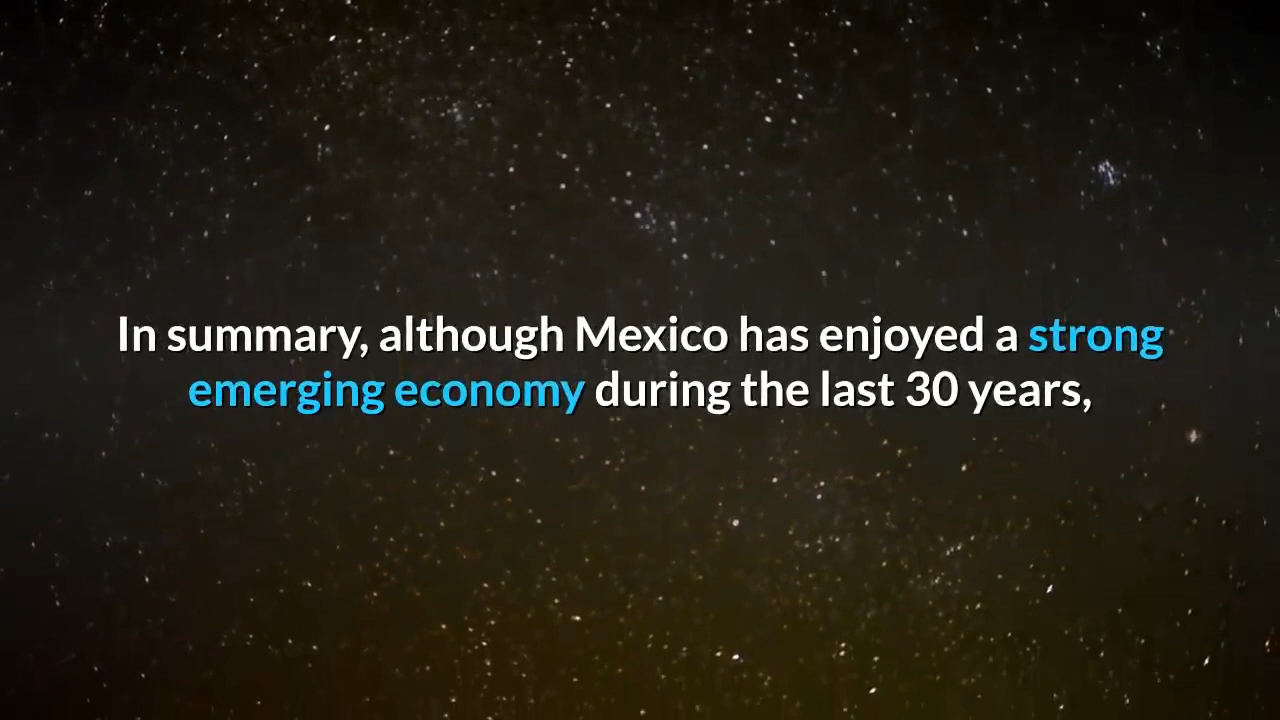 In summary, although Mexico has enjoyed a strong
emerging economy during the last 30 years,